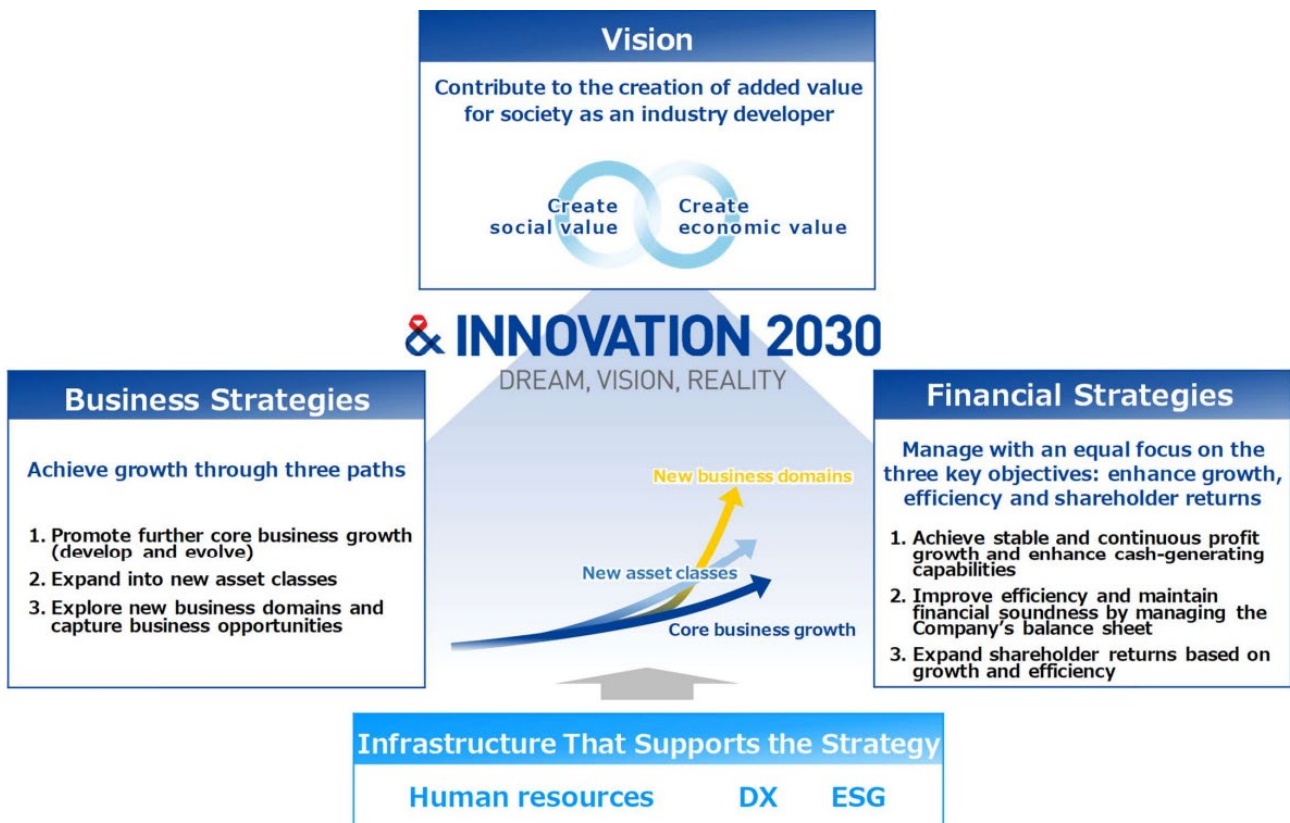 Vision
Contribute to the creation of added value
for society as an industry developer
Create
social value
Create
economic value
& INNOVATION 2030
DREAM, VISION, REALITY
Business Strategies
Achieve growth through three paths
1. Promote further core business growth
(develop and evolve)
2. Expand into new asset classes
3. Explore new business domains and
capture business opportunities
New business domains
New asset classes
Core business growth
Financial Strategies
Manage with an equal focus on the
three key objectives: enhance growth,
efficiency and shareholder returns
1. Achieve stable and continuous profit
growth and enhance cash-generating
capabilities
2. Improve efficiency and maintain
financial soundness by managing the
Company's balance sheet
3. Expand shareholder returns based on
growth and efficiency
Infrastructure That Supports the Strategy
Human resources DX ESG